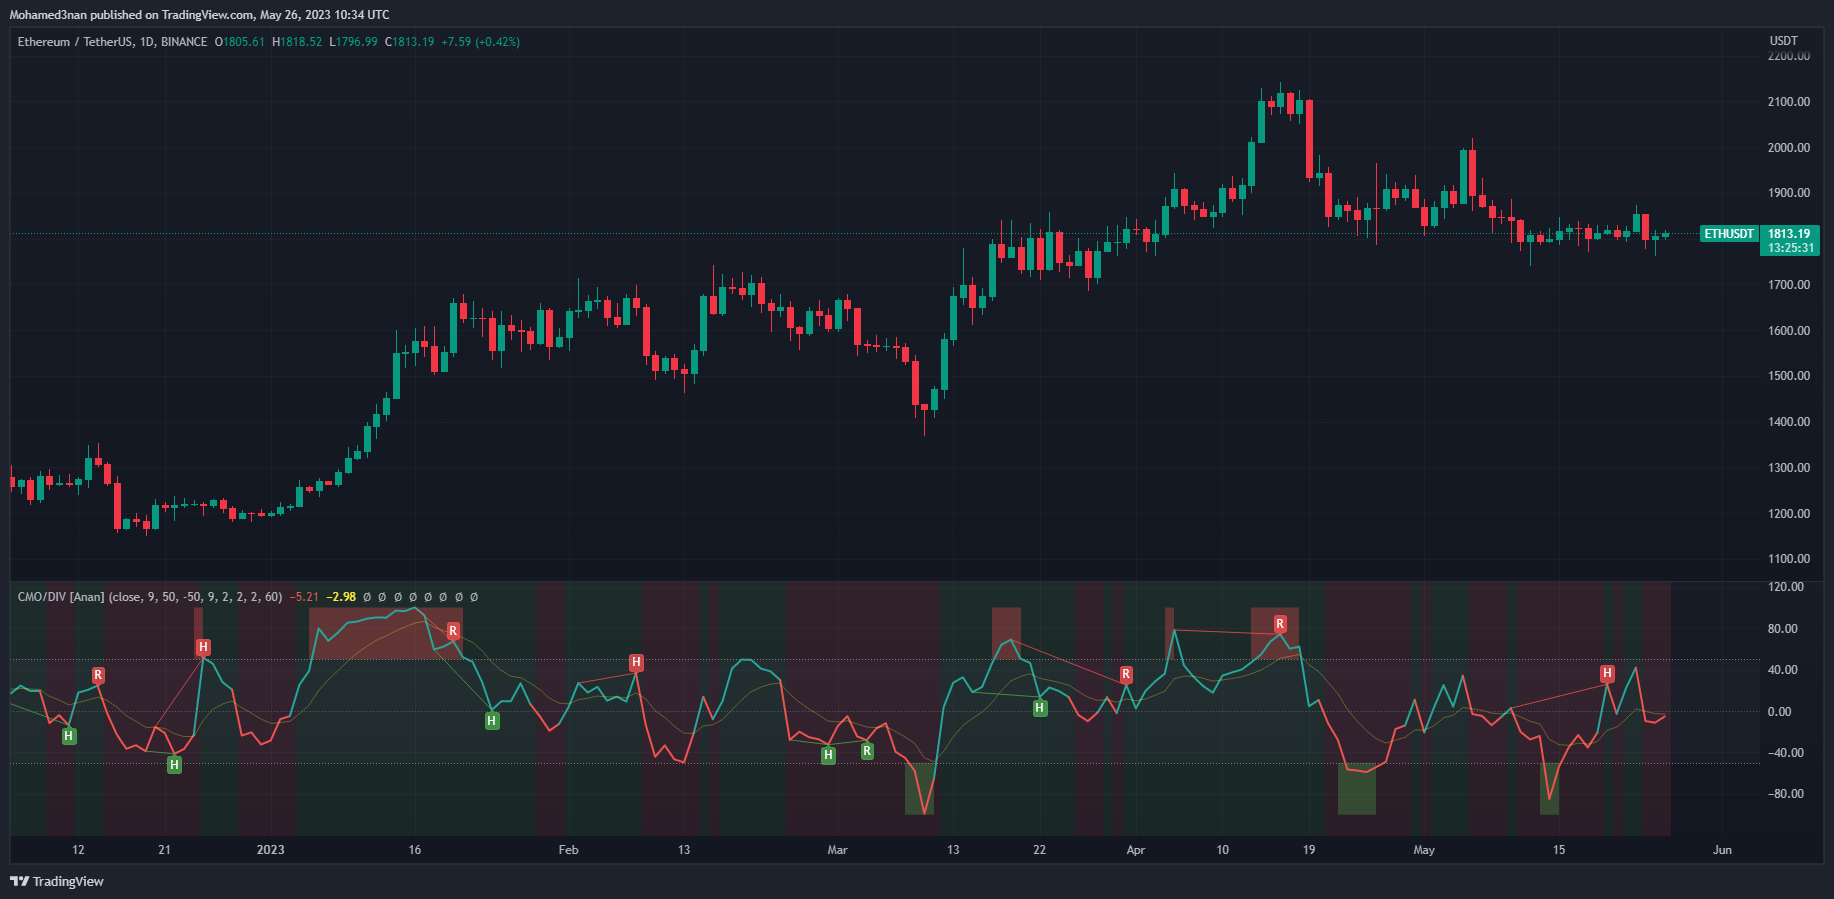 Mohamed3nan published on TradingView.com, May 26, 2023 10:34 UTC
Ethereum / TetherUS, 1D, BINANCE O1805.61 H1818.52 L1796.99 C1813.19 +7.59 (+0.42%)
USDT
2200.00
2100.00
2000.00
1900.00
ETHUSDT 1813.19
13:25:31
1700.00
1600.00
1500.00
1400.00
1300.00
1200.00
1100.00
CMO/DIV [Anan] (close, 9, 50, -50, 9, 2, 2, 2, 60) −5.21 −2.98 Ø Ø Ø Ø Ø Ø Ø Ø
120.00
80.00
40.00
0.00
−40.00
−80.00
R
H
R
H
R
R
H
H
H
H
H
R
H
12 21 2023 16 Feb 13 Mar 13 22 Apr 10 19 May 15 Jun
TradingView